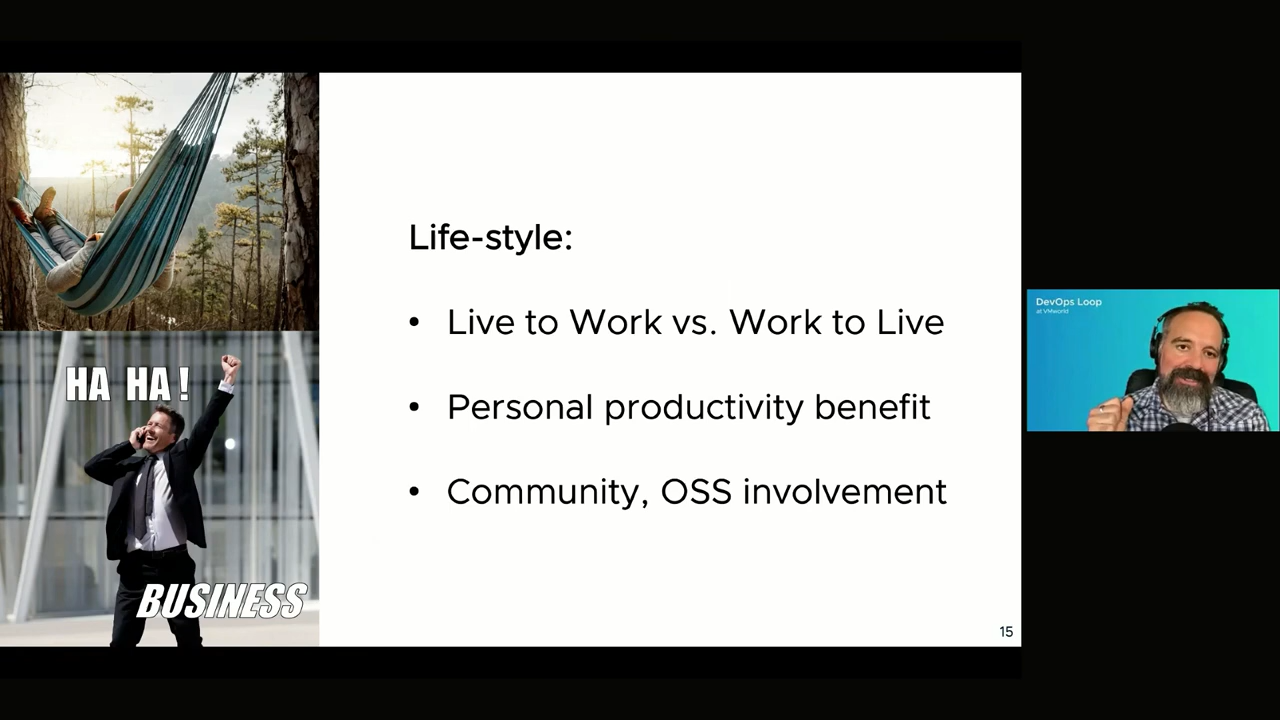 HA HA!
BUSINESS
Life-style:
• Live to Work vs. Work to Live
• Personal productivity benefit
• Community, OSS involvement
15
DevOps Loop
at VMworld